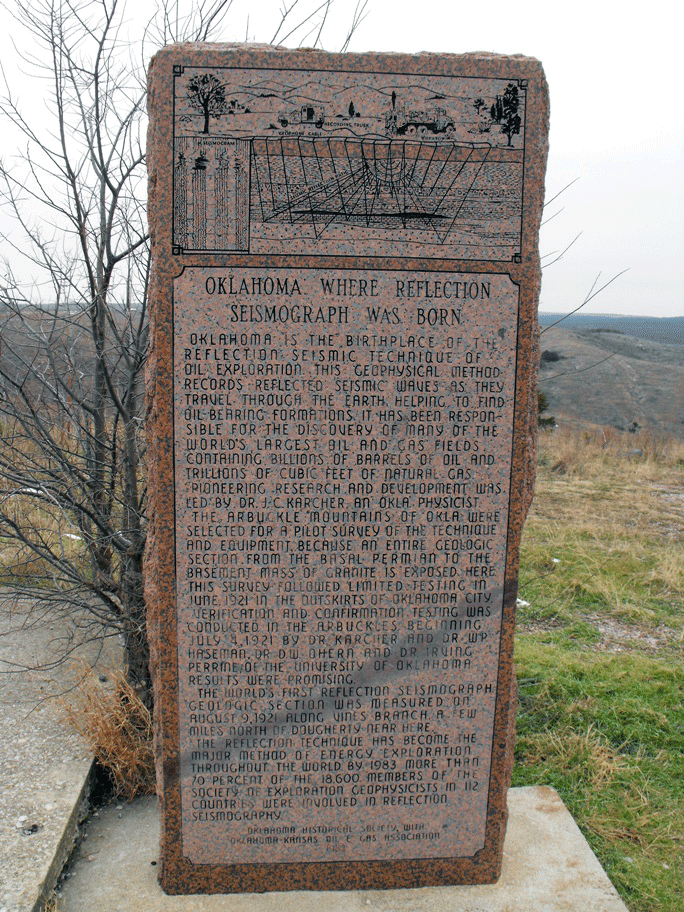 A SEISMOGRAM
GEOPHONE CABLE
RECORDING TRUCK
VIBRATOR
OKLAHOMA WHERE REFLECTION
SEISMOGRAPH WAS BORN
OKLAHOMA IS THE BIRTHPLACE OF THE
REFLECTION SEISMIC TECHNIQUE OF
OIL EXPLORATION. THIS GEOPHYSICAL METHOD
RECORDS REFLECTED SEISMIC WAVES AS THEY
TRAVEL THROUGH THE EARTH, HELPING TO FIND
OIL-BEARING FORMATIONS. IT HAS BEEN RESPON-
SIBLE FOR THE DISCOVERY OF MANY OF THE
WORLD'S LARGEST OIL AND GAS FIELDS,
CONTAINING BILLIONS OF BARRELS OF OIL AND
TRILLIONS OF CUBIC FEET OF NATURAL GAS.
PIONEERING RESEARCH AND DEVELOPMENT WAS
LED BY DR. J. C. KARCHER, AN OKLA. PHYSICIST.
THE ARBUCKLE MOUNTAINS OF OKLA. WERE
SELECTED FOR A PILOT SURVEY OF THE TECHNIQUE
AND EQUIPMENT, BECAUSE AN ENTIRE GEOLOGIC
SECTION FROM THE BASAL PERMIAN TO THE
BASEMENT MASS OF GRANITE IS EXPOSED HERE.
THIS SURVEY FOLLOWED LIMITED TESTING IN
JUNE, 1921 IN THE OUTSKIRTS OF OKLAHOMA CITY.
VERIFICATION AND CONFIRMATION TESTING WAS
CONDUCTED IN THE ARBUCKLES BEGINNING
JULY 4, 1921 BY DR. KARCHER AND DR. W.P.
HASEMAN, DR. D.W. OHERN AND DR. IRVING
PERRINE, OF THE UNIVERSITY OF OKLAHOMA.
RESULTS WERE PROMISING.
THE WORLD'S FIRST REFLECTION SEISMOGRAPH
GEOLOGIC SECTION WAS MEASURED ON
AUGUST 9, 1921 ALONG VINES BRANCH, A FEW
MILES NORTH OF DOUGHERTY NEAR HERE.
THE REFLECTION TECHNIQUE HAS BECOME THE
MAJOR METHOD OF ENERGY EXPLORATION
THROUGHOUT THE WORLD. BY 1983 MORE THAN
70 PERCENT OF THE 18,600 MEMBERS OF THE
SOCIETY OF EXPLORATION GEOPHYSICISTS IN 112
COUNTRIES WERE INVOLVED IN REFLECTION
SEISMOGRAPHY.
OKLAHOMA HISTORICAL SOCIETY, WITH
OKLAHOMA-KANSAS OIL & GAS ASSOCIATION